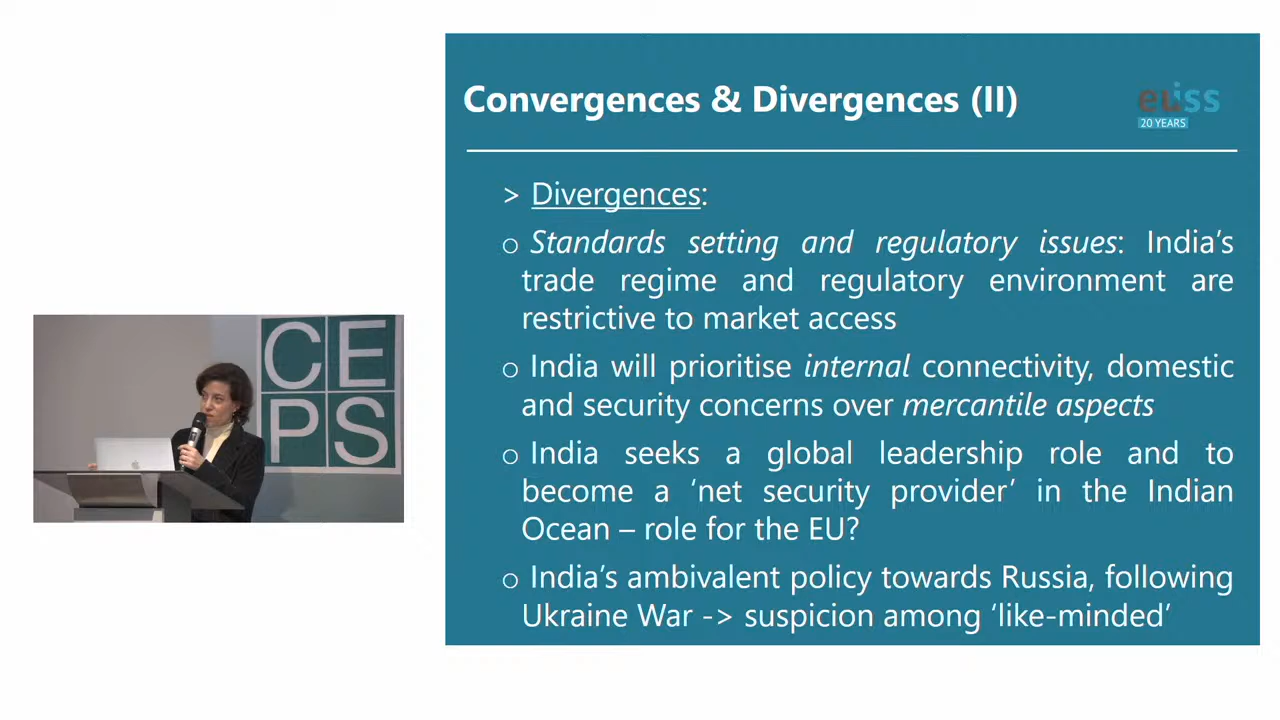 Convergences & Divergences (II)
euiss
20 YEARS
> Divergences:
o Standards setting and regulatory issues: India's
trade regime and regulatory environment are
restrictive to market access
o India will prioritise internal connectivity, domestic
and security concerns over mercantile aspects
o India seeks a global leadership role and to
become a ‘net security provider’ in the Indian
Ocean – role for the EU?
o India’s ambivalent policy towards Russia, following
Ukraine War -> suspicion among ‘like-minded’
CE
PS